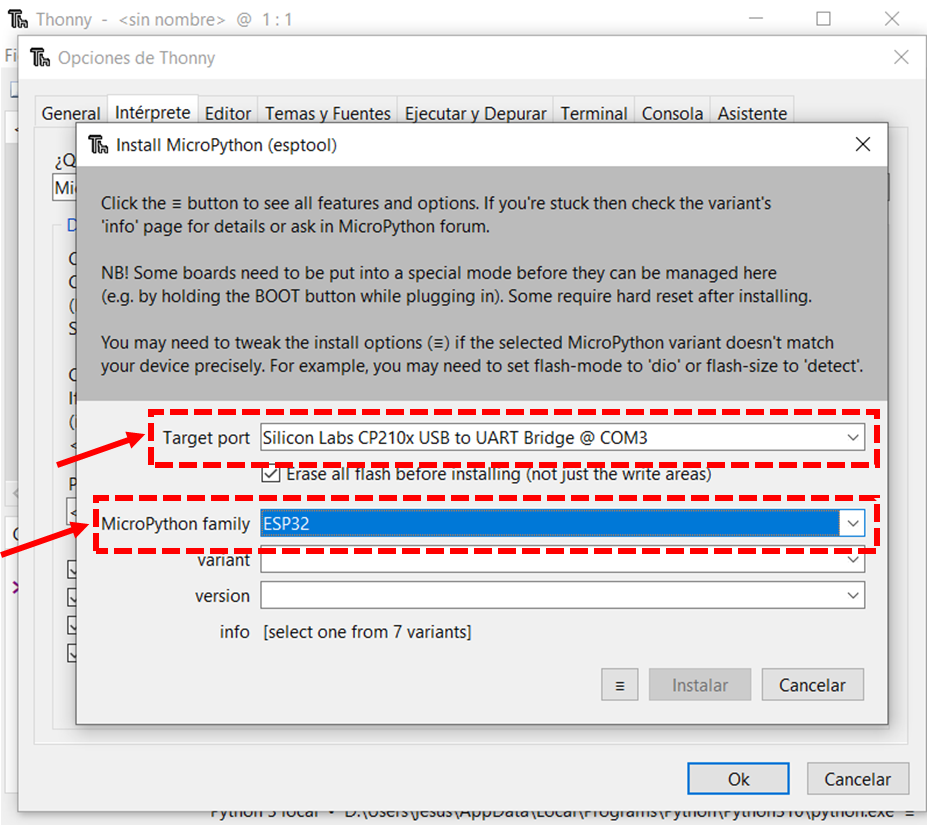 Thonny - <sin nombre> @ 1 : 1
Fi
Opciones de Thonny
General Intérprete Editor Temas y Fuentes Ejecutar y Depurar Terminal Consola Asistente
¿Q
Mi
Install MicroPython (esptool)
Click the ≡ button to see all features and options. If you're stuck then check the variant's
'info' page for details or ask in MicroPython forum.
NB! Some boards need to be put into a special mode before they can be managed here
(e.g. by holding the BOOT button while plugging in). Some require hard reset after installing.
You may need to tweak the install options (≡) if the selected MicroPython variant doesn't match
your device precisely. For example, you may need to set flash-mode to 'dio' or flash-size to 'detect'.
Target port Silicon Labs CP210x USB to UART Bridge @ COM3
Erase all flash before installing (not just the write areas)
MicroPython family ESP32
variant
version
info [select one from 7 variants]
≡ Instalar Cancelar
Ok Cancelar
Python 3 local • D:\Users\jesus\AppData\Local\Programs\Python\Python310\python.exe ≡